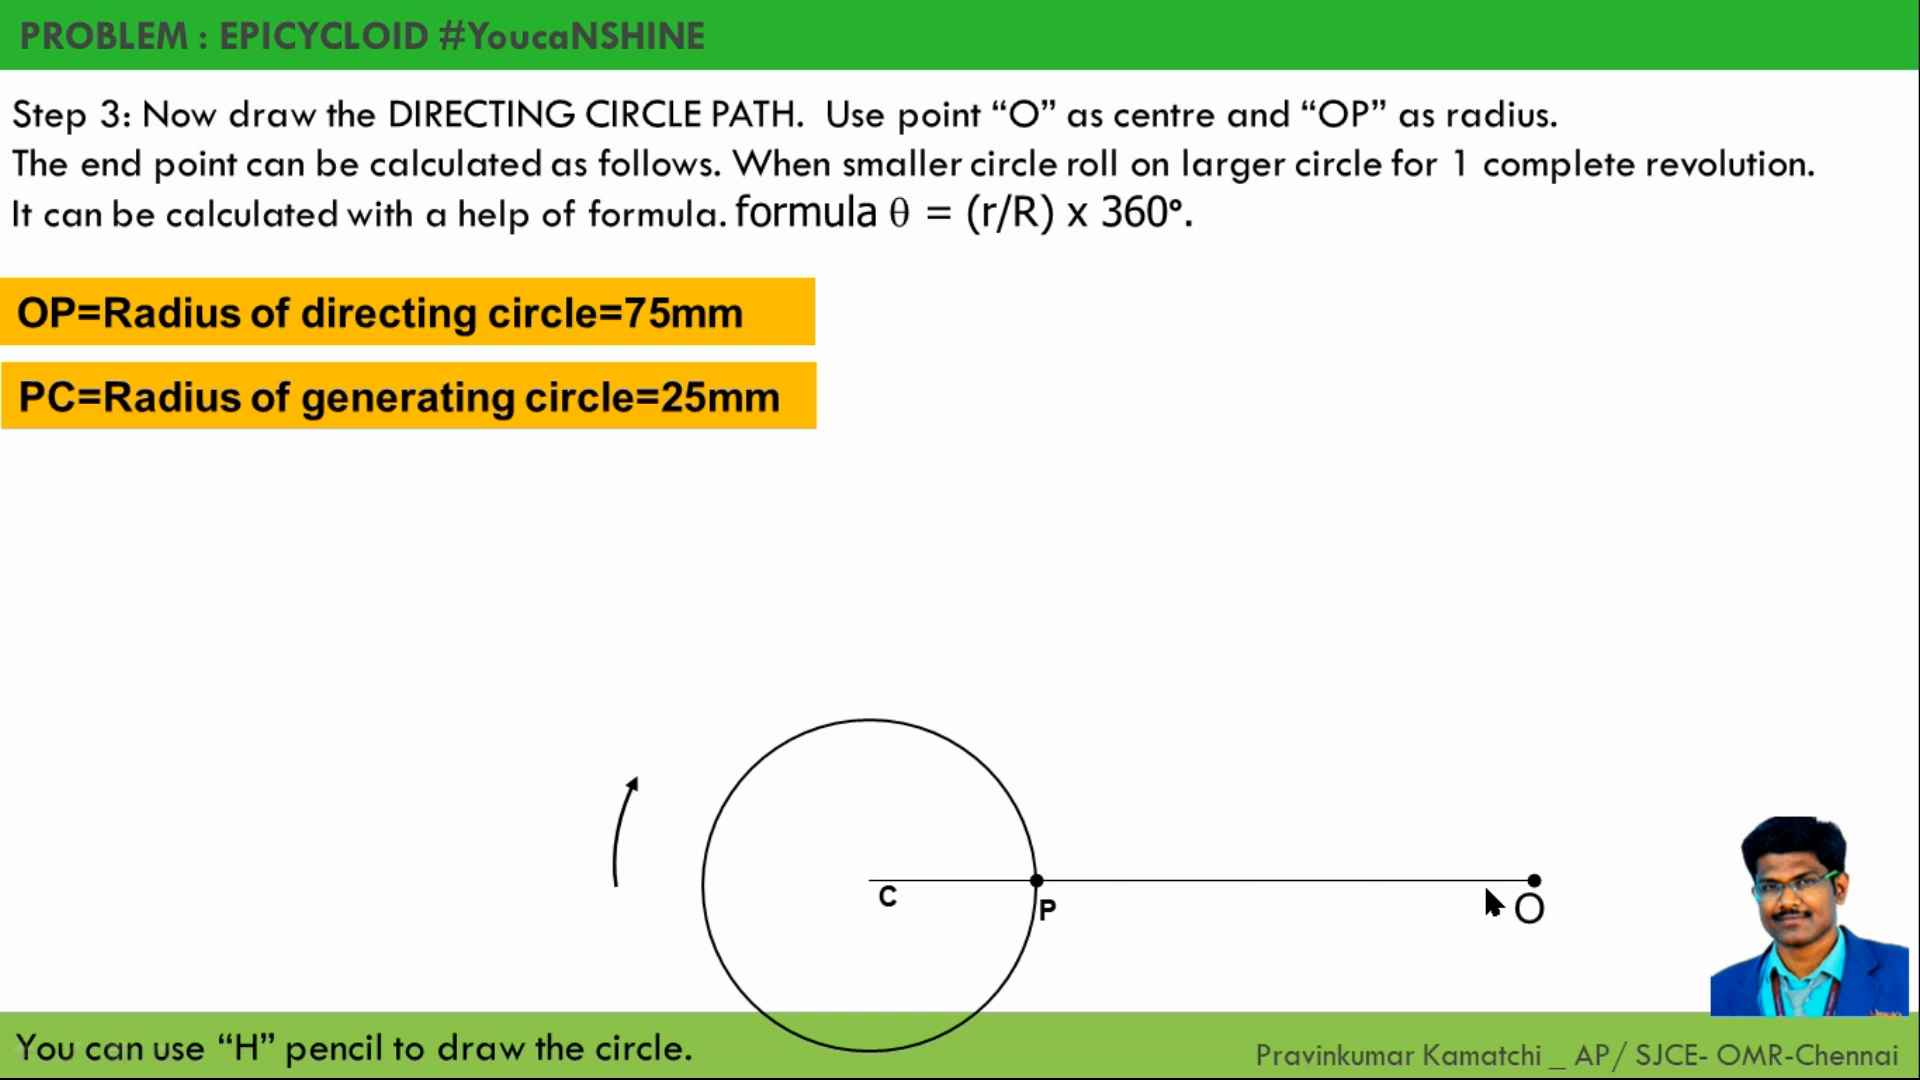 PROBLEM : EPICYCLOID #YoucaNSHINE
Step 3: Now draw the DIRECTING CIRCLE PATH. Use point “O” as centre and “OP” as radius.
The end point can be calculated as follows. When smaller circle roll on larger circle for 1 complete revolution.
It can be calculated with a help of formula. formula θ = (r/R) x 360°.
OP=Radius of directing circle=75mm
PC=Radius of generating circle=25mm
C
P
O
You can use “H” pencil to draw the circle.
Pravinkumar Kamatchi _ AP/ SJCE- OMR-Chennai